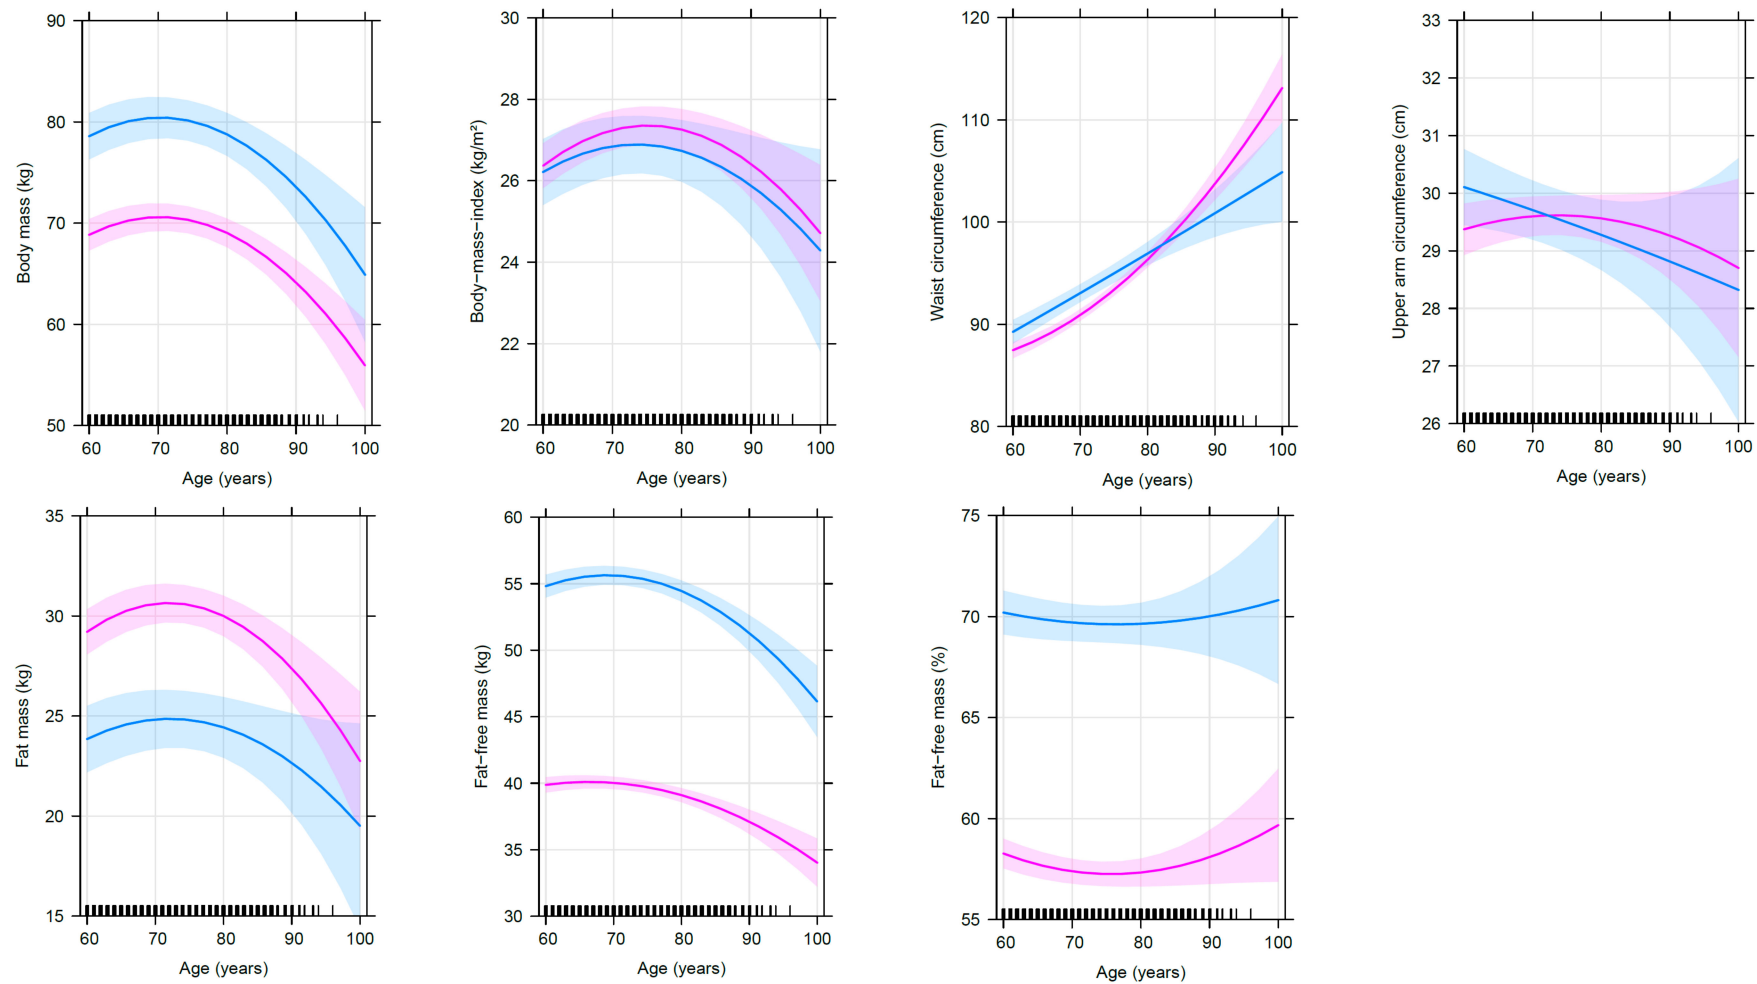 Body mass (kg)
90
80
70
60
50
60 70 80 90 100
Age (years)
Body−mass−index (kg/m²)
30
28
26
24
22
20
60 70 80 90 100
Age (years)
Waist circumference (cm)
120
110
100
90
80
60 70 80 90 100
Age (years)
Upper arm circumference (cm)
33
32
31
30
29
28
27
26
60 70 80 90 100
Age (years)
Fat mass (kg)
35
30
25
20
15
60 70 80 90 100
Age (years)
Fat−free mass (kg)
60
55
50
45
40
35
30
60 70 80 90 100
Age (years)
Fat−free mass (%)
75
70
65
60
55
60 70 80 90 100
Age (years)